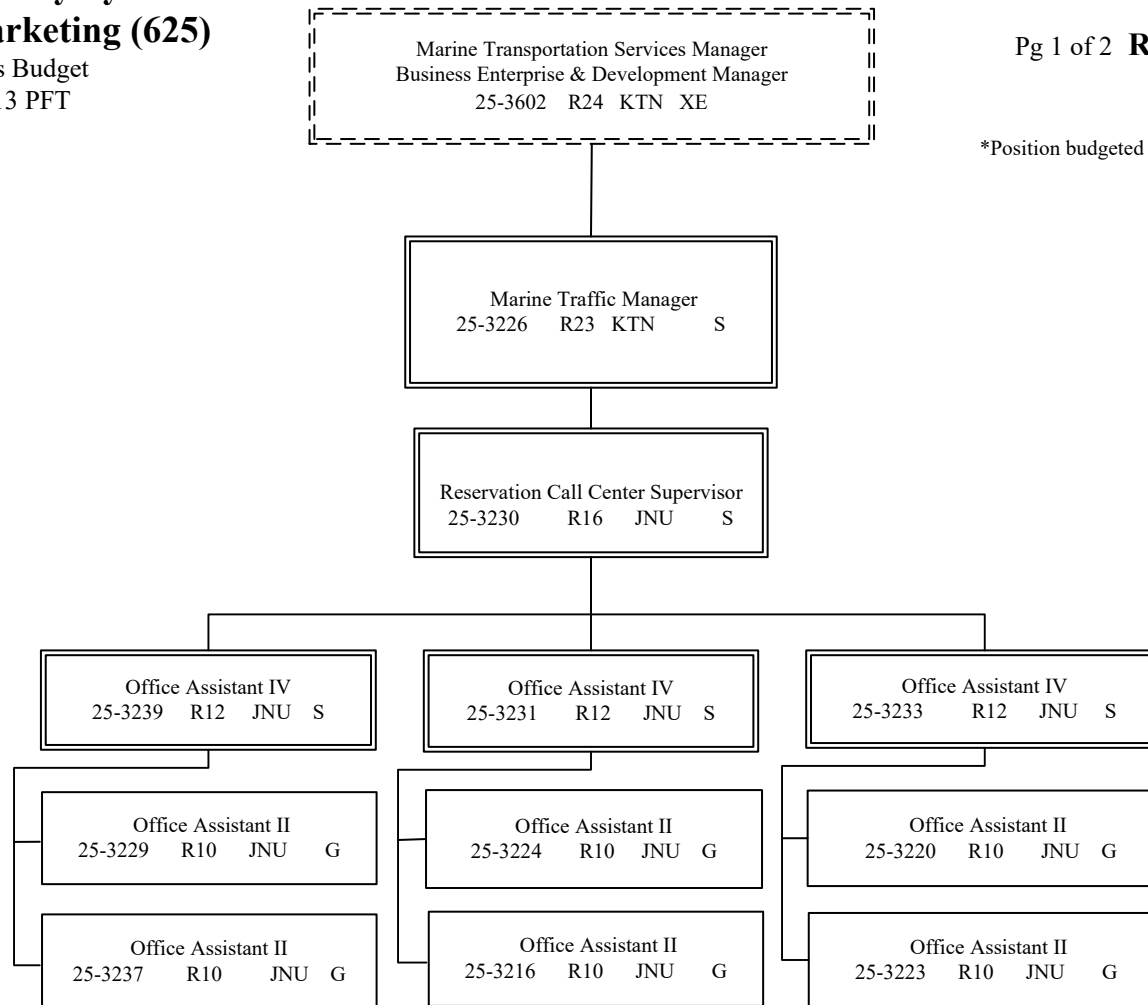 Marketing (625)
Budget
PFT
Pg 1 of 2
*Position budgeted
Marine Transportation Services Manager
Business Enterprise & Development Manager
25-3602 R24 KTN XE
Marine Traffic Manager
25-3226 R23 KTN S
Reservation Call Center Supervisor
25-3230 R16 JNU S
Office Assistant IV
25-3239 R12 JNU S
Office Assistant II
25-3229 R10 JNU G
Office Assistant II
25-3237 R10 JNU G
Office Assistant IV
25-3231 R12 JNU S
Office Assistant II
25-3224 R10 JNU G
Office Assistant II
25-3216 R10 JNU G
Office Assistant IV
25-3233 R12 JNU S
Office Assistant II
25-3220 R10 JNU G
Office Assistant II
25-3223 R10 JNU G